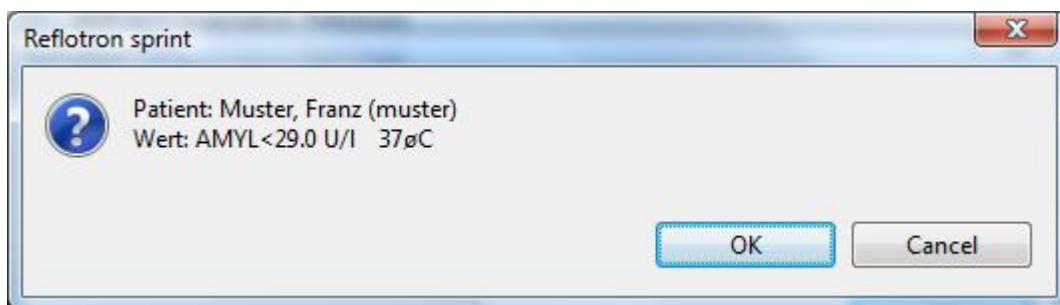 Reflotron sprint
Patient: Muster, Franz (muster)
Wert: AMYL<29.0 U/l   37øC
OK
Cancel